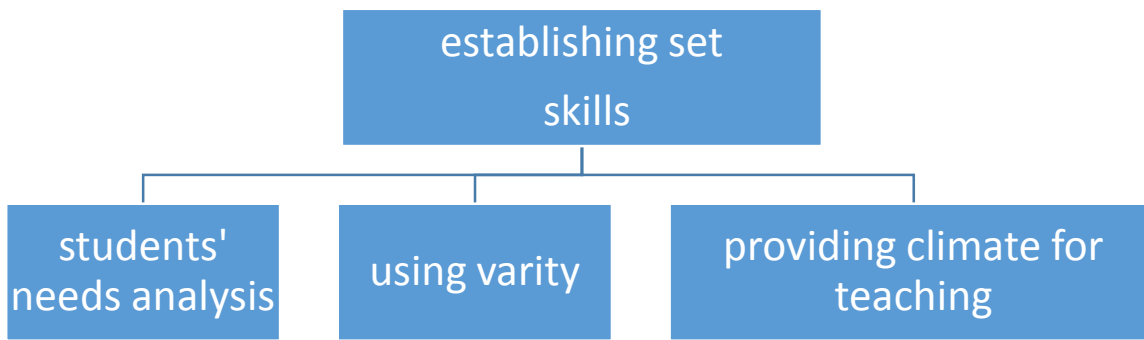 establishing set
skills
students'
needs analysis
using varity
providing climate for
teaching